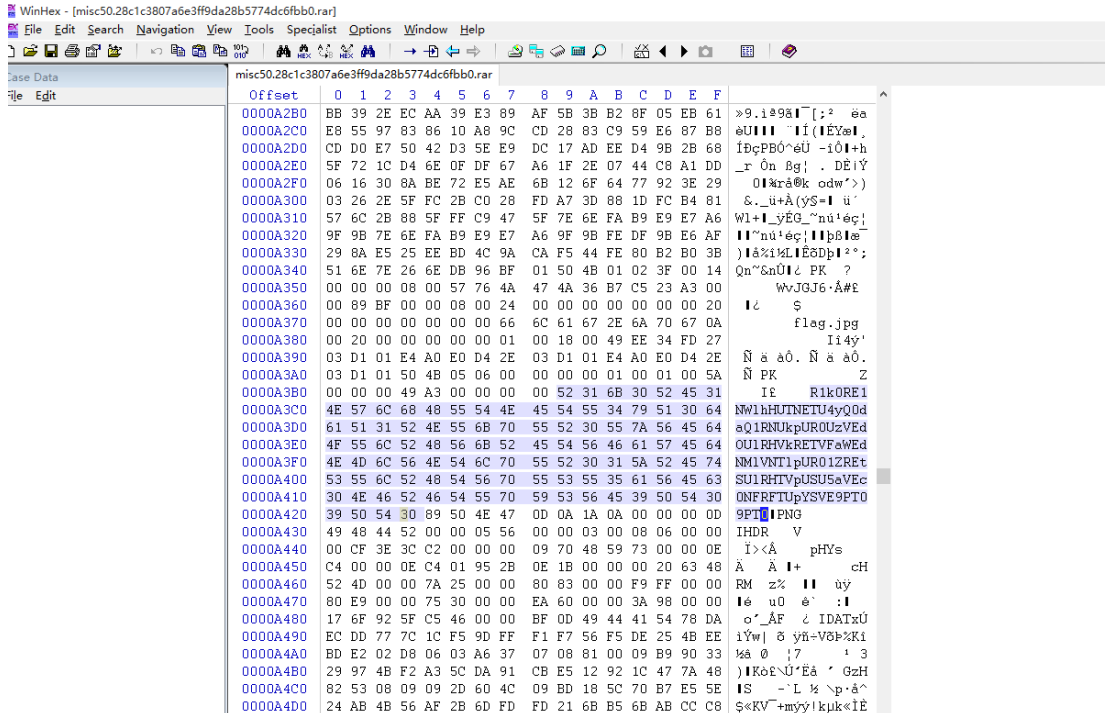 WinHex - [misc50.28c1c3807a6e3ff9da28b5774dc6fbb0.rar]
File Edit Search Navigation View Tools Specialist Options Window Help
Case Data
File Edit
misc50.28c1c3807a6e3ff9da28b5774dc6fbb0.rar
Offset 0 1 2 3 4 5 6 7 8 9 A B C D E F
0000A2B0 BB 39 2E EC AA 39 E3 89 AF 5B 3B B2 8F 05 EB 61
0000A2C0 E8 55 97 83 86 10 A8 9C CD 28 83 C9 59 E6 87 B8
0000A2D0 CD D0 E7 50 42 D3 5E E9 DC 17 AD EE D4 9B 2B 68
0000A2E0 5F 72 1C D4 6E 0F DF 67 A6 1F 2E 07 44 C8 A1 DD
0000A2F0 06 16 30 8A BE 72 E5 AE 6B 12 6F 64 77 92 3E 29
0000A300 03 26 2E 5F FC 2B C0 28 FD A7 3D 88 1D FC B4 81
0000A310 57 6C 2B 88 5F FF C9 47 5F 7E 6E FA B9 E9 E7 A6
0000A320 9F 9B 7E 6E FA B9 E9 E7 A6 9F 9B FE DF 9B E6 AF
0000A330 29 8A E5 25 EE BD 4C 9A CA F5 44 FE 80 B2 B0 3B
0000A340 51 6E 7E 26 6E DB 96 BF 01 50 4B 01 02 3F 00 14
0000A350 00 00 00 08 00 57 76 4A 47 4A 36 B7 C5 23 A3 00
0000A360 00 89 BF 00 00 08 00 24 00 00 00 00 00 00 00 20
0000A370 00 00 00 00 00 00 00 66 6C 61 67 2E 6A 70 67 0A flag.jpg
0000A380 00 20 00 00 00 00 00 01 00 18 00 49 EE 34 FD 27
0000A390 03 D1 01 E4 A0 E0 D4 2E 03 D1 01 E4 A0 E0 D4 2E
0000A3A0 03 D1 01 50 4B 05 06 00 00 00 00 01 00 01 00 5A Ñ PK Z
0000A3B0 00 00 00 49 A3 00 00 00 00 52 31 6B 30 52 45 31 I£ R1k0RE1
0000A3C0 4E 57 6C 68 48 55 54 4E 45 54 55 34 79 51 30 64 NWlhHUTNETU4yQ0d
0000A3D0 61 51 31 52 4E 55 6B 70 55 52 30 55 7A 56 45 64 aQ1RNUkpUR0UzVEd
0000A3E0 4F 55 6C 52 48 56 6B 52 45 54 56 46 61 57 45 64 OUlRHVkRETVFaWEd
0000A3F0 4E 4D 6C 56 4E 54 6C 70 55 52 30 31 5A 52 45 74 NMlVNTlpUR01ZREt
0000A400 53 55 6C 52 48 54 56 70 55 53 55 35 61 56 45 63 SUlRHTVpUSU5aVEc
0000A410 30 4E 46 52 46 54 55 70 59 53 56 45 39 50 54 30 0NFRFTUpYSVE9PT0
0000A420 39 50 54 30 89 50 4E 47 0D 0A 1A 0A 00 00 00 0D 9PT0 PNG
0000A430 49 48 44 52 00 00 05 56 00 00 03 00 08 06 00 00 IHDR V
0000A440 00 CF 3E 3C C2 00 00 00 09 70 48 59 73 00 00 0E Ï><Â pHYs
0000A450 C4 00 00 0E C4 01 95 2B 0E 1B 00 00 00 20 63 48 cH
0000A460 52 4D 00 00 7A 25 00 00 80 83 00 00 F9 FF 00 00 RM z%
0000A470 80 E9 00 00 75 30 00 00 EA 60 00 00 3A 98 00 00
0000A480 17 6F 92 5F C5 46 00 00 BF 0D 49 44 41 54 78 DA
0000A490 EC DD 77 7C 1C F5 9D FF F1 F7 56 F5 DE 25 4B EE
0000A4A0 BD E2 02 D8 06 03 A6 37 07 08 81 00 09 B9 90 33
0000A4B0 29 97 4B F2 A3 5C DA 91 CB E5 12 92 1C 47 7A 48
0000A4C0 82 53 08 09 09 2D 60 4C 09 BD 18 5C 70 B7 E5 5E
0000A4D0 24 AB 4B 56 AF 2B 6D FD FD 21 6B B5 6B AB CC C8